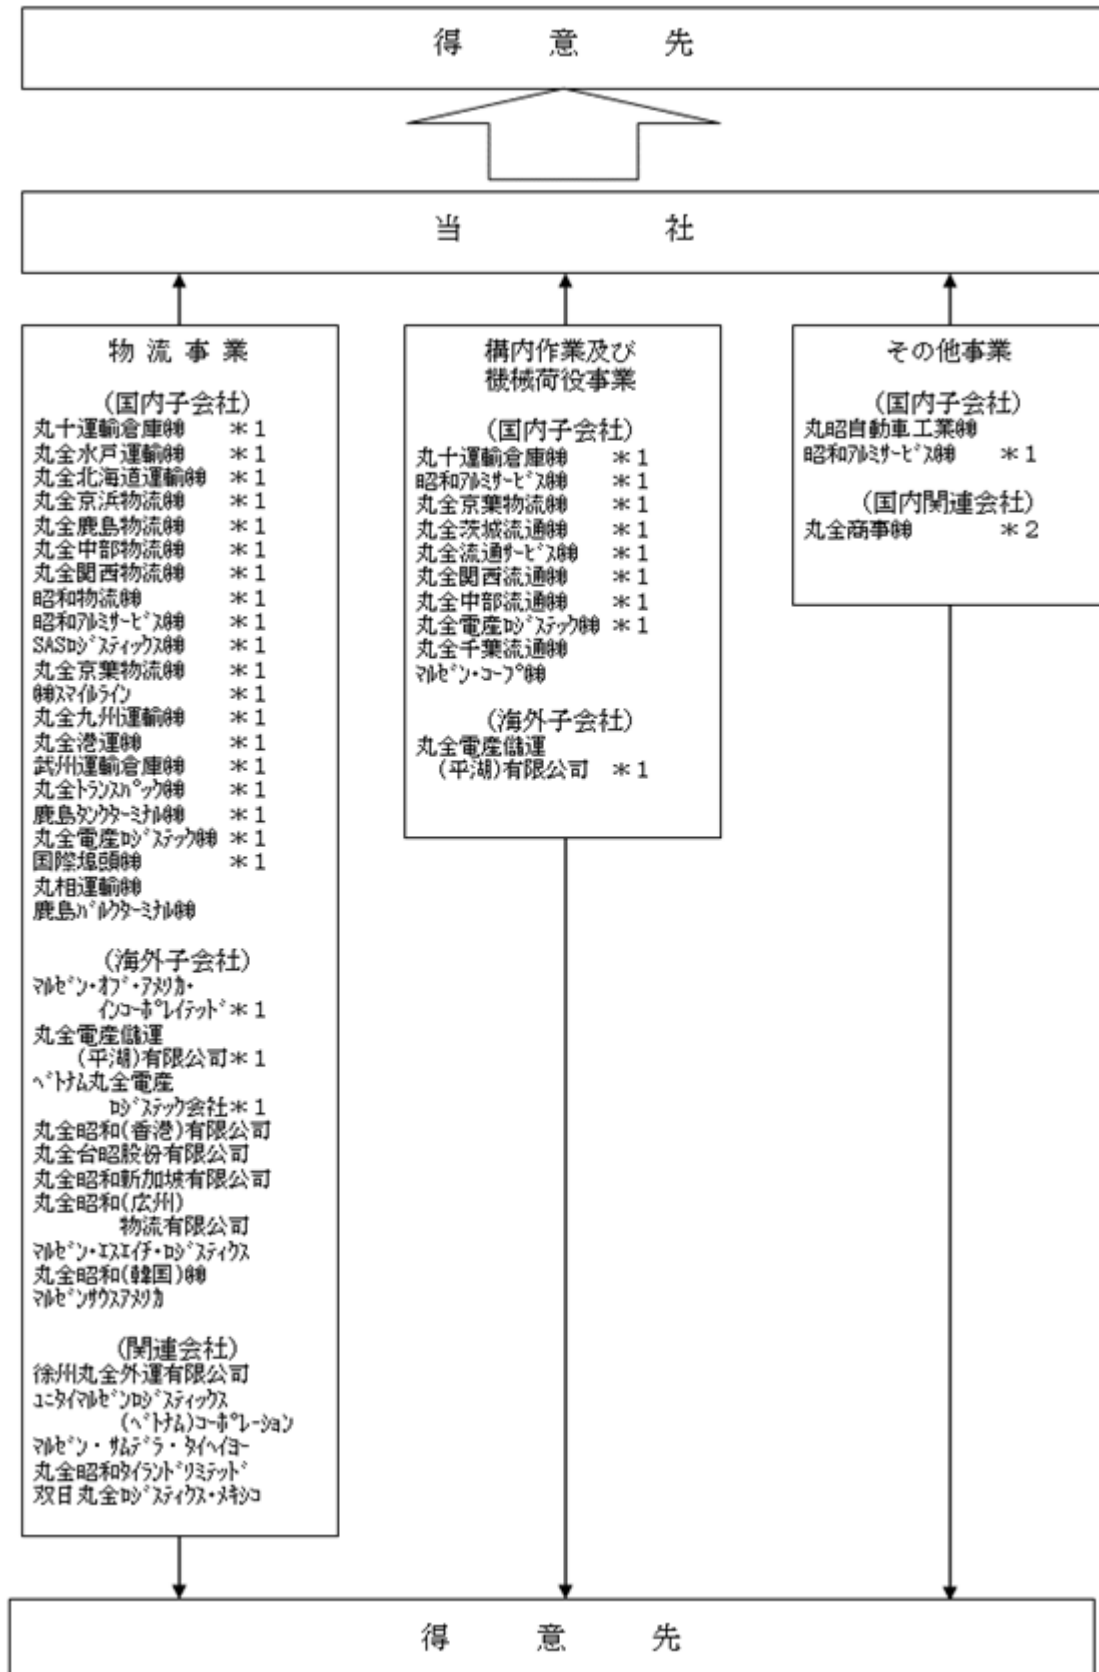 得意先
当社
物流事業
(国内子会社)
丸十運輸倉庫㈱ *1
丸全水戸運輸㈱ *1
丸全北海道運輸㈱ *1
丸全京浜物流㈱ *1
丸全鹿島物流㈱ *1
丸全中部物流㈱ *1
丸全関西物流㈱ *1
昭和物流㈱ *1
昭和ｱﾙﾐｻｰﾋﾞｽ㈱ *1
SASﾛｼﾞｽﾃｨｯｸｽ㈱ *1
丸全京葉物流㈱ *1
㈱ｽﾏｲﾙﾗｲﾝ *1
丸全九州運輸㈱ *1
丸全港運㈱ *1
武州運輸倉庫㈱ *1
丸全ﾄﾗﾝｽﾊﾟｯｸ㈱ *1
鹿島ﾀﾝｸﾀｰﾐﾅﾙ㈱ *1
丸全電産ﾛｼﾞｽﾃｯｸ㈱ *1
国際埠頭㈱ *1
丸相運輸㈱
鹿島ﾊﾞﾙｸﾀｰﾐﾅﾙ㈱
(海外子会社)
ﾏﾙｾﾞﾝ・ｵﾌﾞ・ｱﾒﾘｶ・
ｲﾝｺｰﾎﾟﾚｲﾃｯﾄﾞ*1
丸全電産儲運
(平湖)有限公司*1
ﾍﾞﾄﾅﾑ丸全電産
ﾛｼﾞｽﾃｯｸ会社*1
丸全昭和(香港)有限公司
丸全台昭股份有限公司
丸全昭和新加坡有限公司
丸全昭和(広州)
物流有限公司
ﾏﾙｾﾞﾝ・ｴｽｴｲﾁ・ﾛｼﾞｽﾃｨｸｽ
丸全昭和(韓国)㈱
ﾏﾙｾﾞﾝｻｳｽｱﾒﾘｶ
(関連会社)
徐州丸全外運有限公司
ﾕﾆﾀｲﾏﾙｾﾞﾝﾛｼﾞｽﾃｨｯｸｽ
(ﾍﾞﾄﾅﾑ)ｺｰﾎﾟﾚｰｼｮﾝ
ﾏﾙｾﾞﾝ・ｻﾑﾃﾞﾗ・ﾀｲﾍｲﾖｰ
丸全昭和ﾀｲﾗﾝﾄﾞﾘﾐﾃｯﾄﾞ
双日丸全ﾛｼﾞｽﾃｨｸｽ・ﾒｷｼｺ
構内作業及び
機械荷役事業
(国内子会社)
丸十運輸倉庫㈱ *1
昭和ｱﾙﾐｻｰﾋﾞｽ㈱ *1
丸全京葉物流㈱ *1
丸全茨城流通㈱ *1
丸全流通ｻｰﾋﾞｽ㈱ *1
丸全関西流通㈱ *1
丸全中部流通㈱ *1
丸全電産ﾛｼﾞｽﾃｯｸ㈱ *1
丸全千葉流通㈱
ﾏﾙｾﾞﾝ・ｺｰﾌﾟ㈱
(海外子会社)
丸全電産儲運
(平湖)有限公司 *1
その他事業
(国内子会社)
丸昭自動車工業㈱
昭和ｱﾙﾐｻｰﾋﾞｽ㈱ *1
(国内関連会社)
丸全商事㈱ *2
得意先